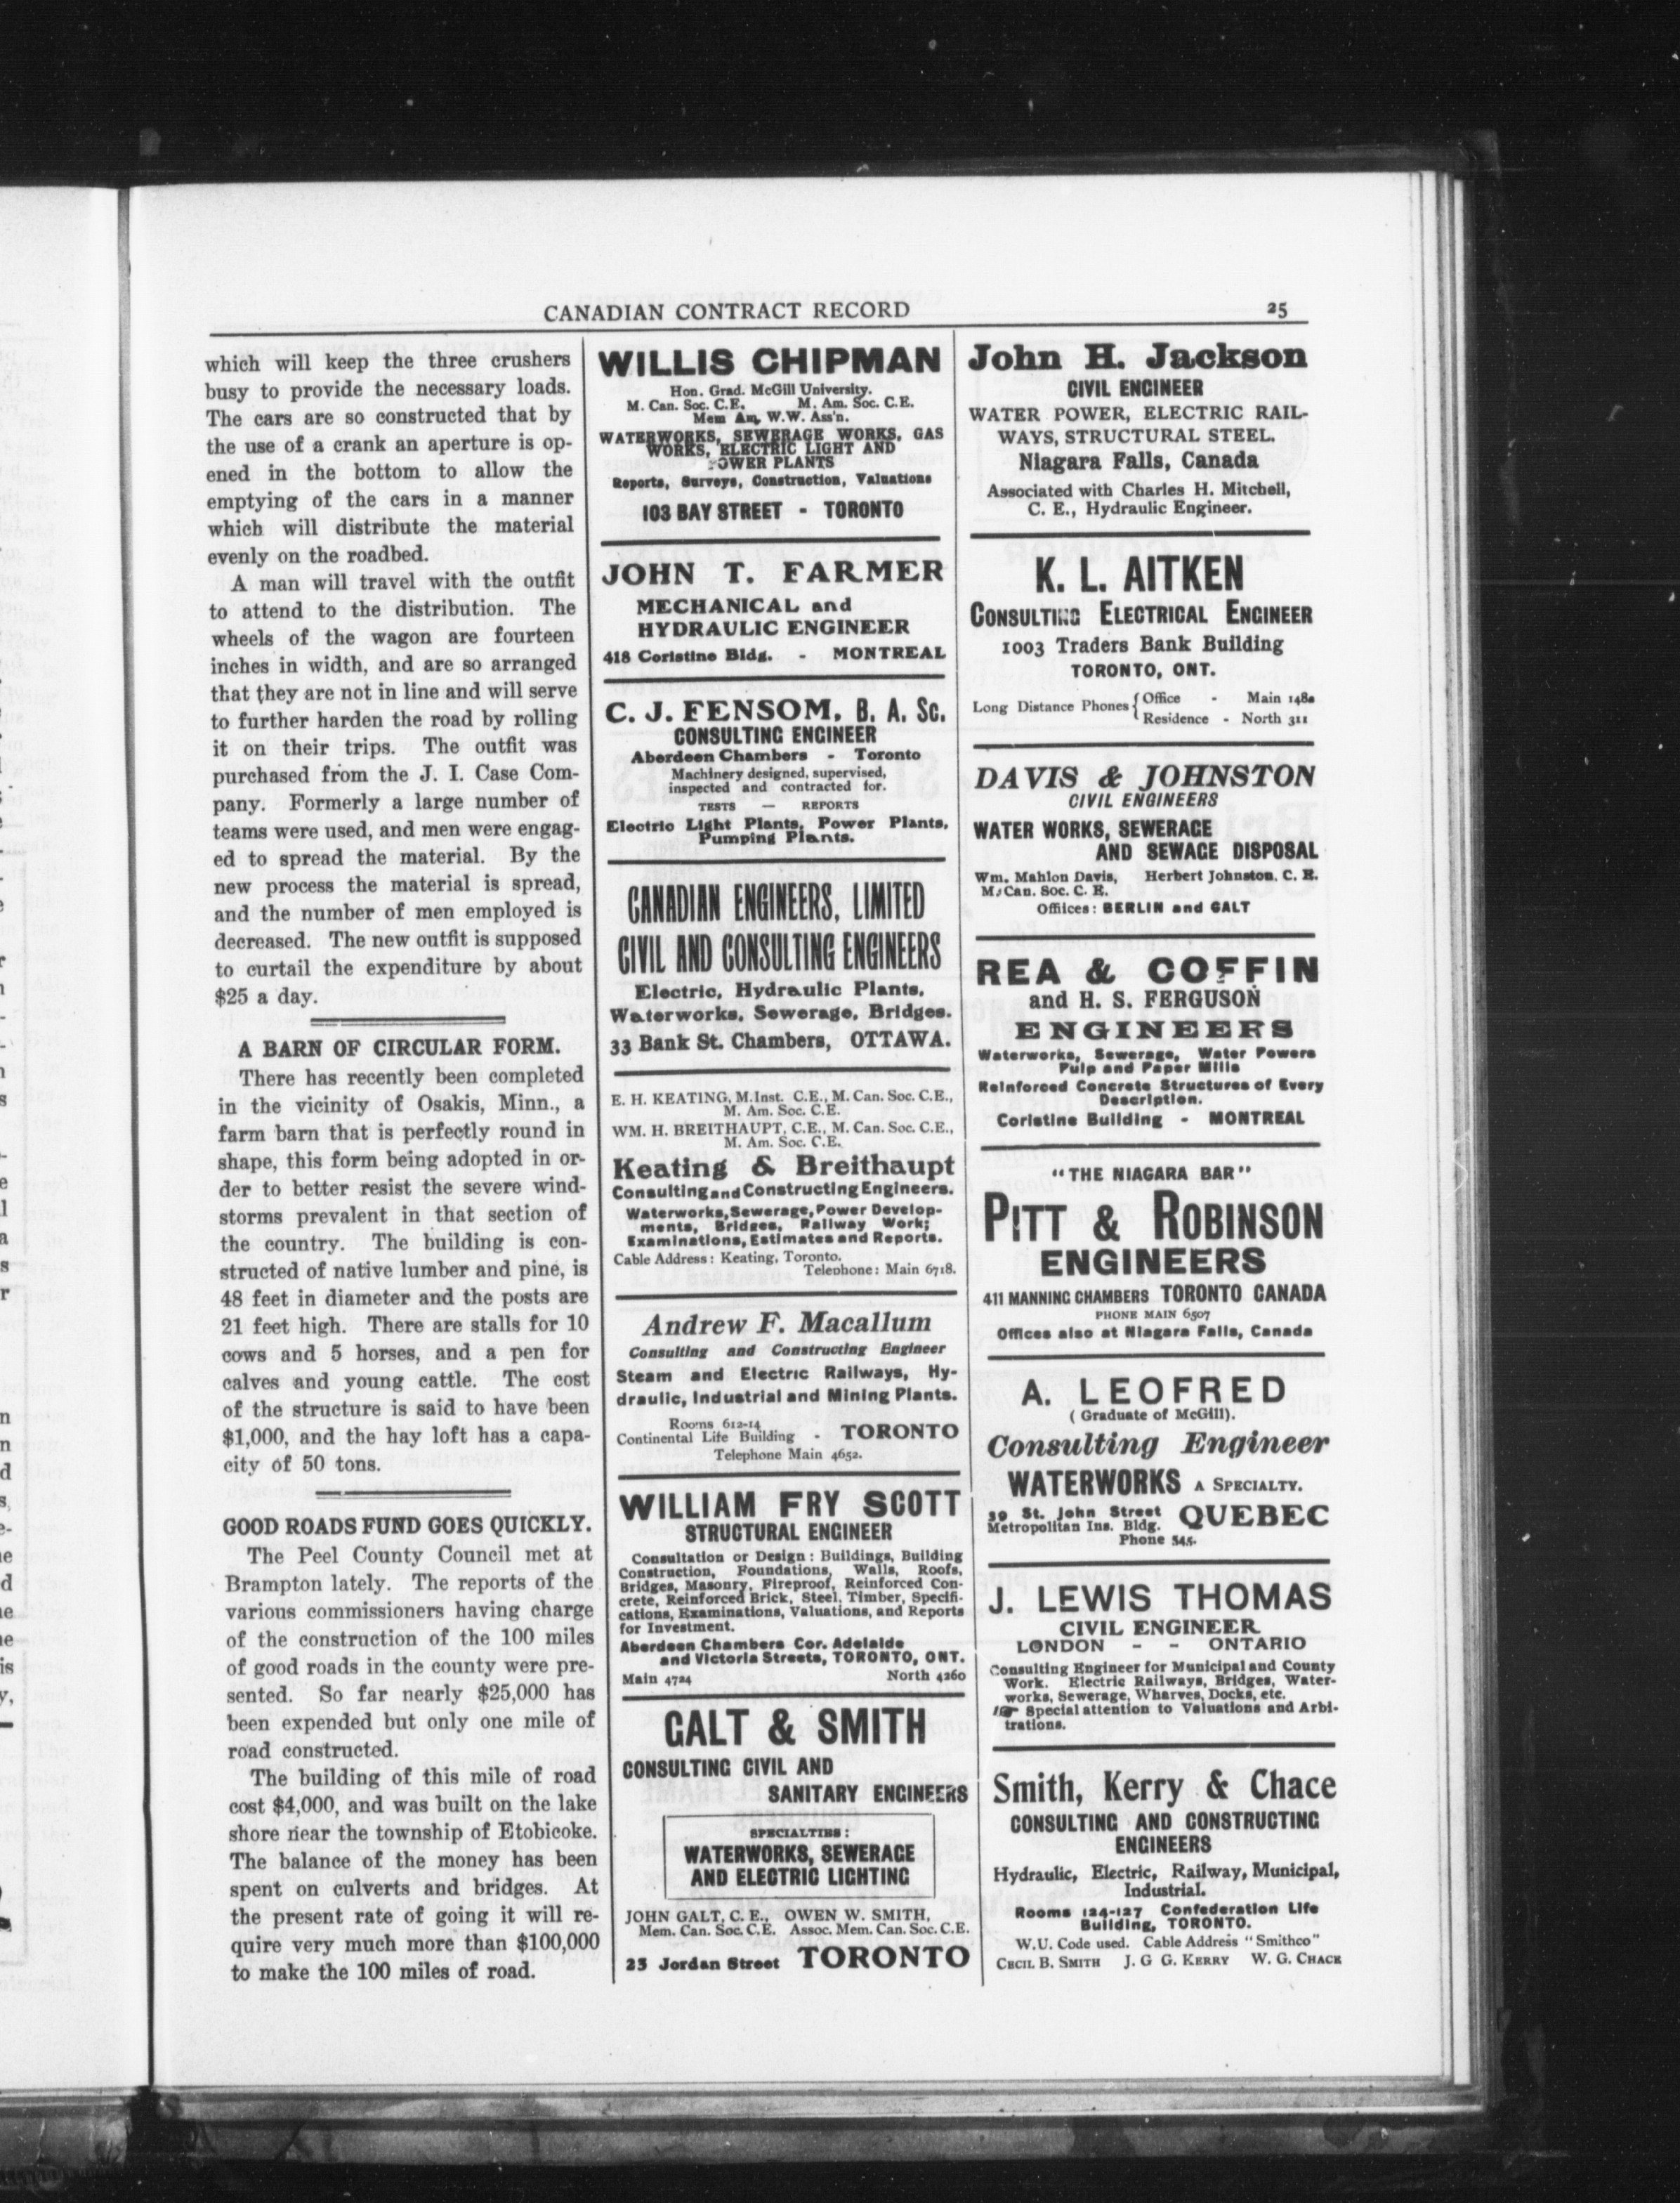 CANADIAN CONTRACT RECORD 25
which will keep the three crushers
busy to provide the necessary loads.
The cars are so constructed that by
the use of a crank an aperture is op-
ened in the bottom to allow the
emptying of the cars in a manner
which will distribute the material
evenly on the roadbed.
A man will travel with the outfit
to attend to the distribution. The
wheels of the wagon are fourteen
inches in width, and are so arranged
that they are not in line and will serve
to further harden the road by rolling
it on their trips. The outfit was
purchased from the J. I. Case Com-
pany. Formerly a large number of
teams were used, and men were engag-
ed to spread the material. By the
new process the material is spread,
and the number of men employed is
decreased. The new outfit is supposed
to curtail the expenditure by about
$25 a day.
A BARN OF CIRCULAR FORM.
There has recently been completed
in the vicinity of Osakis, Minn., a
farm barn that is perfectly round in
shape, this form being adopted in or-
der to better resist the severe wind-
storms prevalent in that section of
the country. The building is con-
structed of native lumber and pine, is
48 feet in diameter and the posts are
21 feet high. There are stalls for 10
cows and 5 horses, and a pen for
calves and young cattle. The cost
of the structure is said to have been
$1,000, and the hay loft has a capa-
city of 50 tons.
GOOD ROADS FUND GOES QUICKLY.
The Peel County Council met at
Brampton lately. The reports of the
various commissioners having charge
of the construction of the 100 miles
of good roads in the county were pre-
sented. So far nearly $25,000 has
been expended but only one mile of
road constructed.
The building of this mile of road
cost $4,000, and was built on the lake
shore near the township of Etobicoke.
The balance of the money has been
spent on culverts and bridges. At
the present rate of going it will re-
quire very much more than $100,000
to make the 100 miles of road.
WILLIS CHIPMAN
Hon. Grad. McGill University.
M. Can. Soc. C.E. M. Am. Soc. C.E.
Mem Am. W.W. Ass'n.
WATERWORKS, SEWERAGE WORKS, GAS
WORKS, ELECTRIC LIGHT AND
POWER PLANTS
Reports, Surveys, Construction, Valuations
103 BAY STREET - TORONTO
JOHN T. FARMER
MECHANICAL and
HYDRAULIC ENGINEER
418 Coristine Bldg. - MONTREAL
C. J. FENSOM, B. A. Sc.
CONSULTING ENGINEER
Aberdeen Chambers - Toronto
Machinery designed, supervised,
inspected and contracted for.
TESTS — REPORTS
Electric Light Plants, Power Plants,
Pumping Plants.
CANADIAN ENGINEERS, LIMITED
CIVIL AND CONSULTING ENGINEERS
Electric, Hydraulic Plants,
Waterworks, Sewerage, Bridges.
33 Bank St. Chambers, OTTAWA.
E. H. KEATING, M.Inst. C.E., M. Can. Soc. C.E.,
M. Am. Soc. C.E.
WM. H. BREITHAUPT, C.E., M. Can. Soc. C.E.,
M. Am. Soc. C.E.
Keating & Breithaupt
Consulting and Constructing Engineers.
Waterworks, Sewerage, Power Develop-
ments, Bridges, Railway Work;
Examinations, Estimates and Reports.
Cable Address: Keating, Toronto.
Telephone: Main 6718.
Andrew F. Macallum
Consulting and Constructing Engineer
Steam and Electric Railways, Hy-
draulic, Industrial and Mining Plants.
Rooms 612-14
Continental Life Building - TORONTO
Telephone Main 4652.
WILLIAM FRY SCOTT
STRUCTURAL ENGINEER
Consultation or Design: Buildings, Building
Construction, Foundations, Walls, Roofs,
Bridges, Masonry, Fireproof, Reinforced Con-
crete, Reinforced Brick, Steel, Timber, Specifi-
cations, Examinations, Valuations, and Reports
for Investment.
Aberdeen Chambers Cor. Adelaide
and Victoria Streets, TORONTO, ONT.
Main 4724 North 4260
GALT & SMITH
CONSULTING CIVIL AND
SANITARY ENGINEERS
SPECIALTIES:
WATERWORKS, SEWERAGE
AND ELECTRIC LIGHTING
JOHN GALT, C. E., OWEN W. SMITH,
Mem. Can. Soc. C.E. Assoc. Mem. Can. Soc. C.E.
23 Jordan Street TORONTO
John H. Jackson
CIVIL ENGINEER
WATER POWER, ELECTRIC RAIL-
WAYS, STRUCTURAL STEEL.
Niagara Falls, Canada
Associated with Charles H. Mitchell,
C. E., Hydraulic Engineer.
K. L. AITKEN
CONSULTING ELECTRICAL ENGINEER
1003 Traders Bank Building
TORONTO, ONT.
Long Distance Phones { Office - Main
Residence - North 311
DAVIS & JOHNSTON
CIVIL ENGINEERS
WATER WORKS, SEWERAGE
AND SEWAGE DISPOSAL
Wm. Mahlon Davis, Herbert Johnston, C. E.
M. Can. Soc. C. E.
Offiices: BERLIN and GALT
REA & COFFIN
and H. S. FERGUSON
ENGINEERS
Waterworks, Sewerage, Water Powers
Pulp and Paper Mills
Reinforced Concrete Structures of Every
Description.
Coristine Building - MONTREAL
"THE NIAGARA BAR"
PITT & ROBINSON
ENGINEERS
411 MANNING CHAMBERS TORONTO CANADA
PHONE MAIN 6507
Offices also at Niagara Falls, Canada
A. LEOFRED
(Graduate of McGill).
Consulting Engineer
WATERWORKS A SPECIALTY.
39 St. John Street
Metropolitan Ins. Bldg. QUEBEC
Phone 545.
J. LEWIS THOMAS
CIVIL ENGINEER
LONDON - - ONTARIO
Consulting Engineer for Municipal and County
Work. Electric Railways, Bridges, Water-
works, Sewerage, Wharves, Docks, etc.
☞ Special attention to Valuations and Arbi-
trations.
Smith, Kerry & Chace
CONSULTING AND CONSTRUCTING
ENGINEERS
Hydraulic, Electric, Railway, Municipal,
Industrial.
Rooms 124-127 Confederation Life
Building, TORONTO.
W.U. Code used. Cable Address "Smithco"
CECIL B. SMITH J. G G. KERRY W. G. CHACE